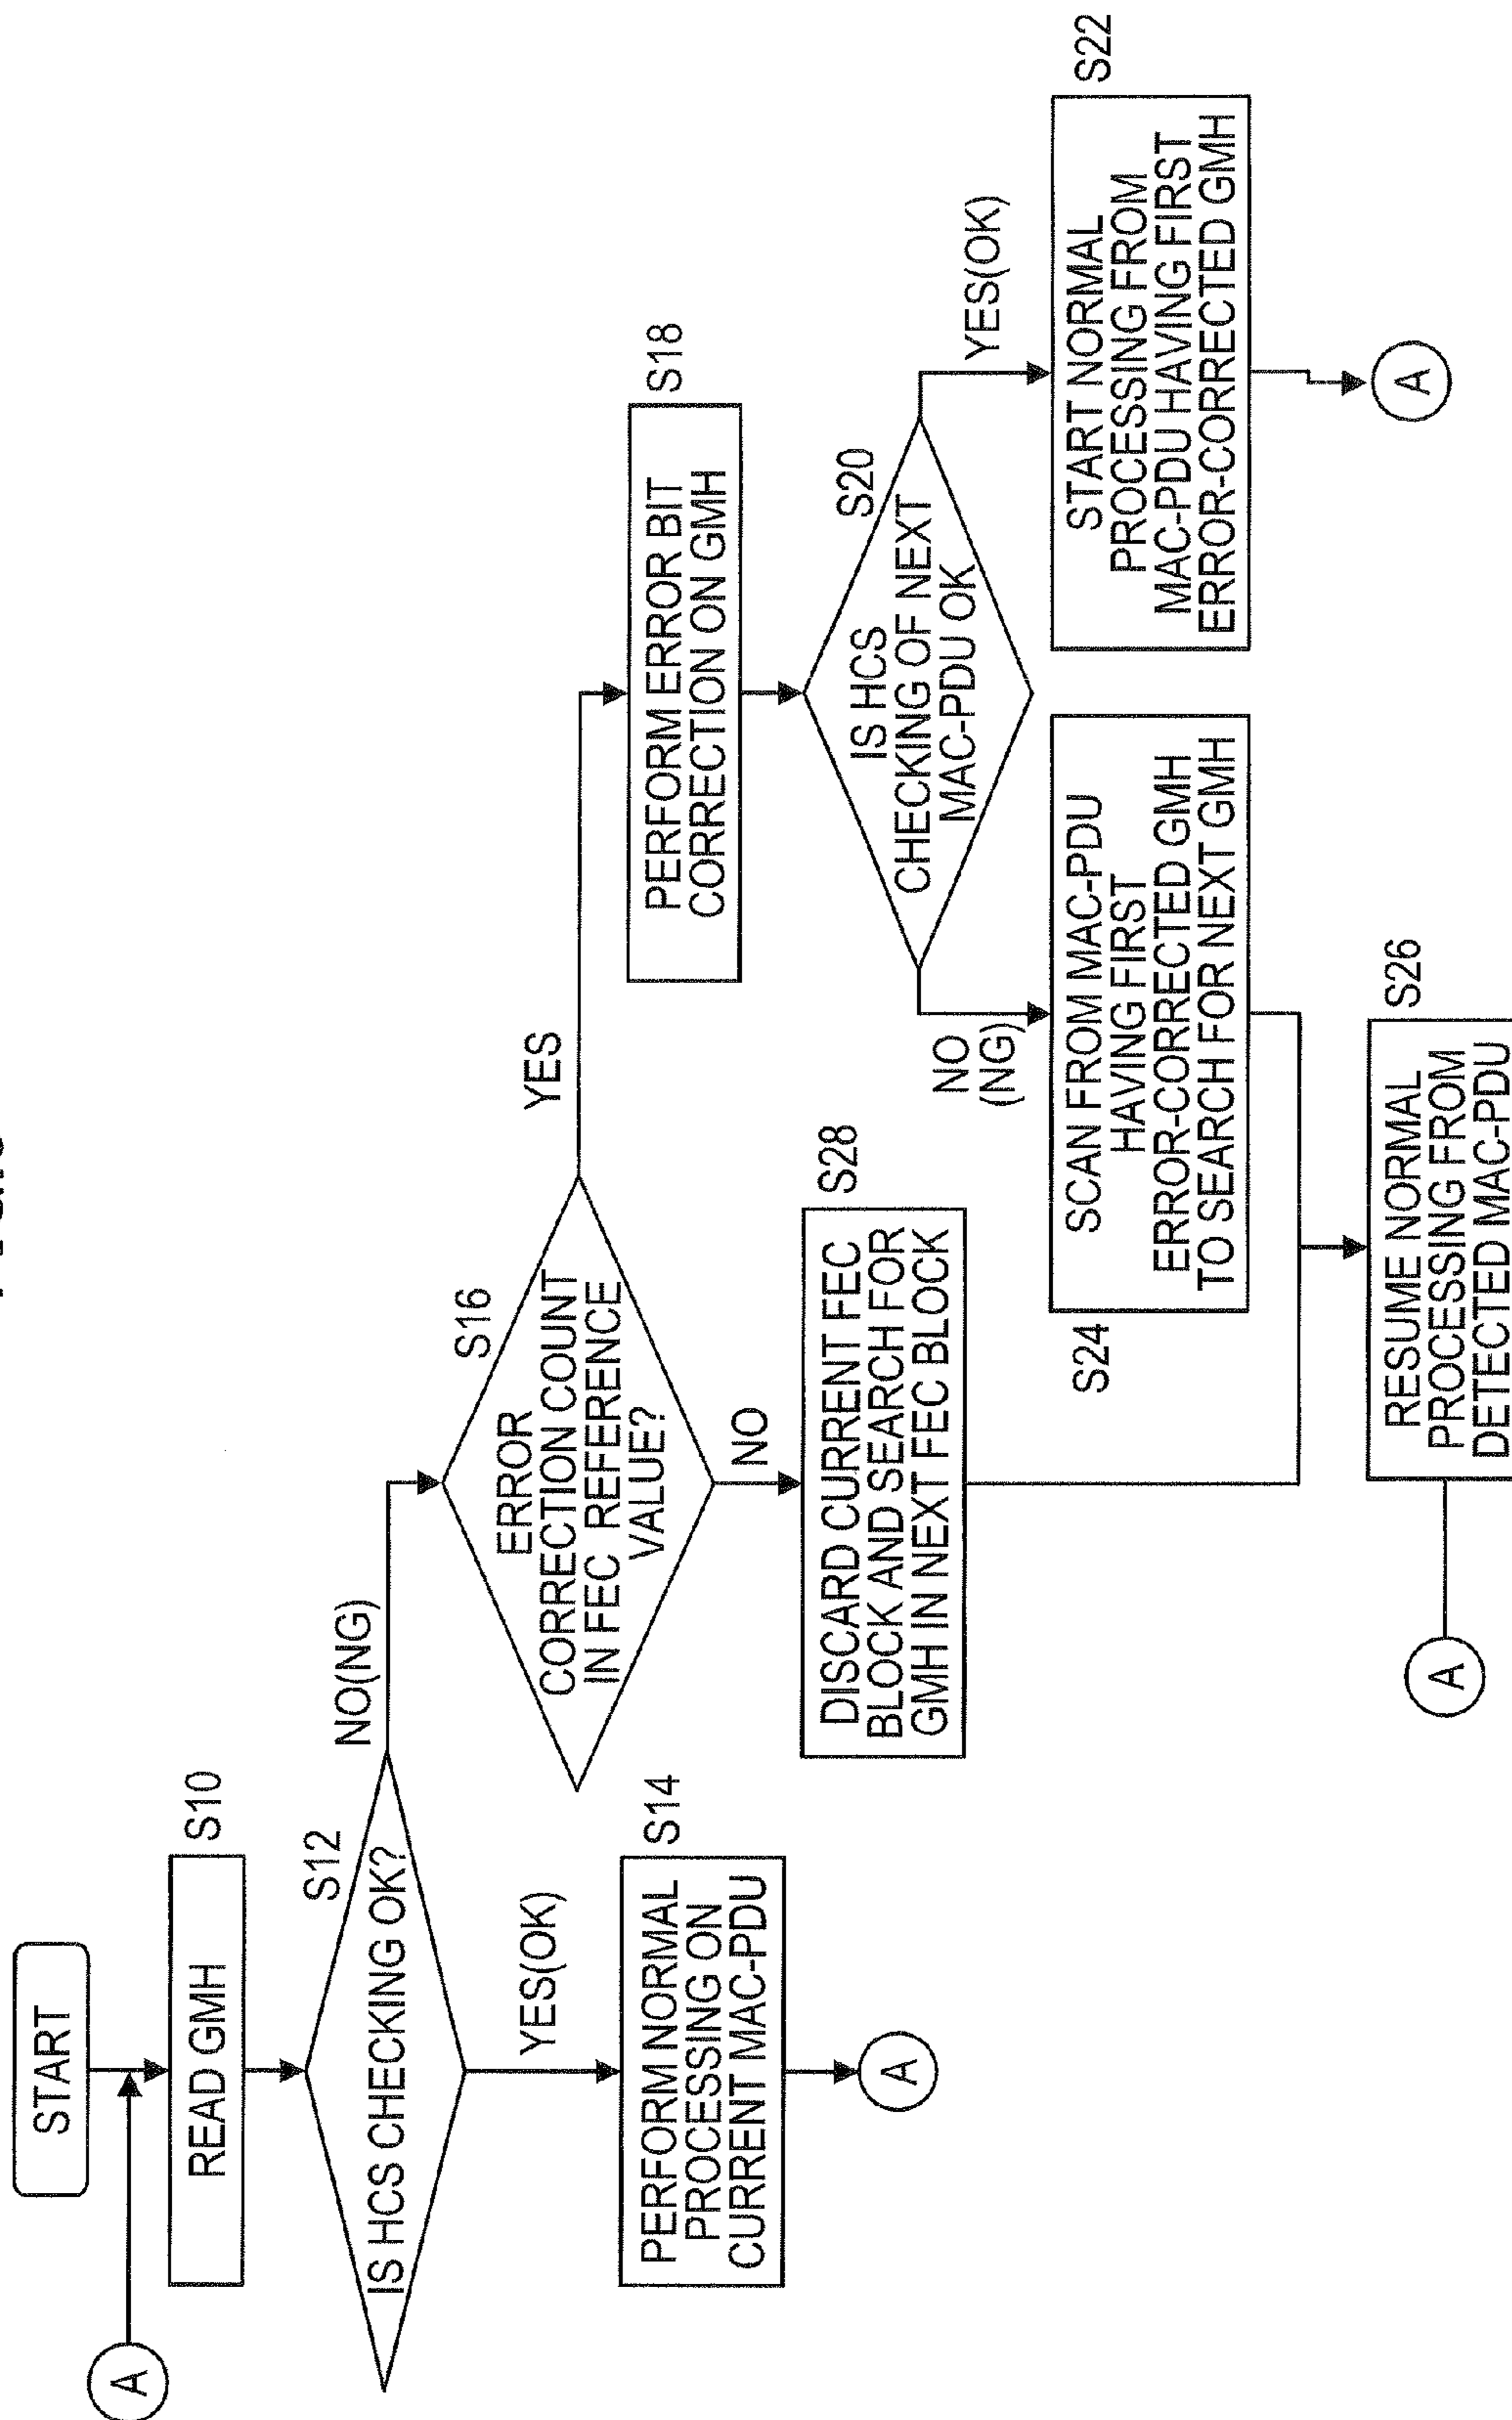 START
A
READ GMH
S10
IS HCS CHECKING OK?
S12
NO(NG)
YES(OK)
PERFORM NORMAL
PROCESSING ON
CURRENT MAC-PDU
S14
A
ERROR
CORRECTION COUNT
IN FEC REFERENCE
VALUE?
S16
YES
NO
DISCARD CURRENT FEC
BLOCK AND SEARCH FOR
GMH IN NEXT FEC BLOCK
S28
PERFORM ERROR BIT
CORRECTION ON GMH
S18
IS HCS
CHECKING OF NEXT
MAC-PDU OK
S20
YES(OK)
NO
(NG)
START NORMAL
PROCESSING FROM
MAC-PDU HAVING FIRST
ERROR-CORRECTED GMH
S22
A
SCAN FROM MAC-PDU
HAVING FIRST
ERROR-CORRECTED GMH
TO SEARCH FOR NEXT GMH
S24
RESUME NORMAL
PROCESSING FROM
DETECTED MAC-PDU
S26
A